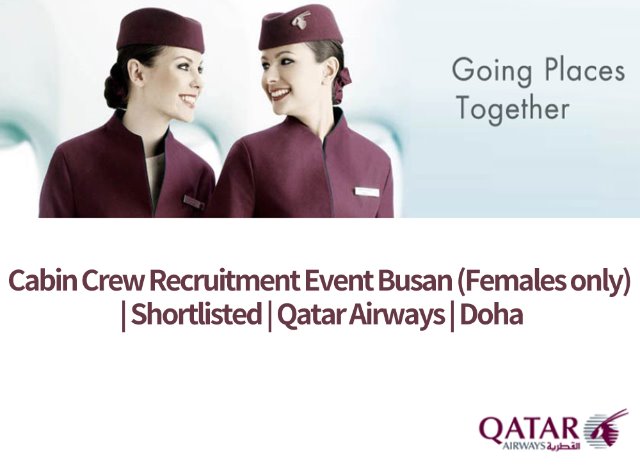 Going Places
Together
Cabin Crew Recruitment Event Busan (Females only)
| Shortlisted | Qatar Airways | Doha
QATAR
AIRWAYS القطرية